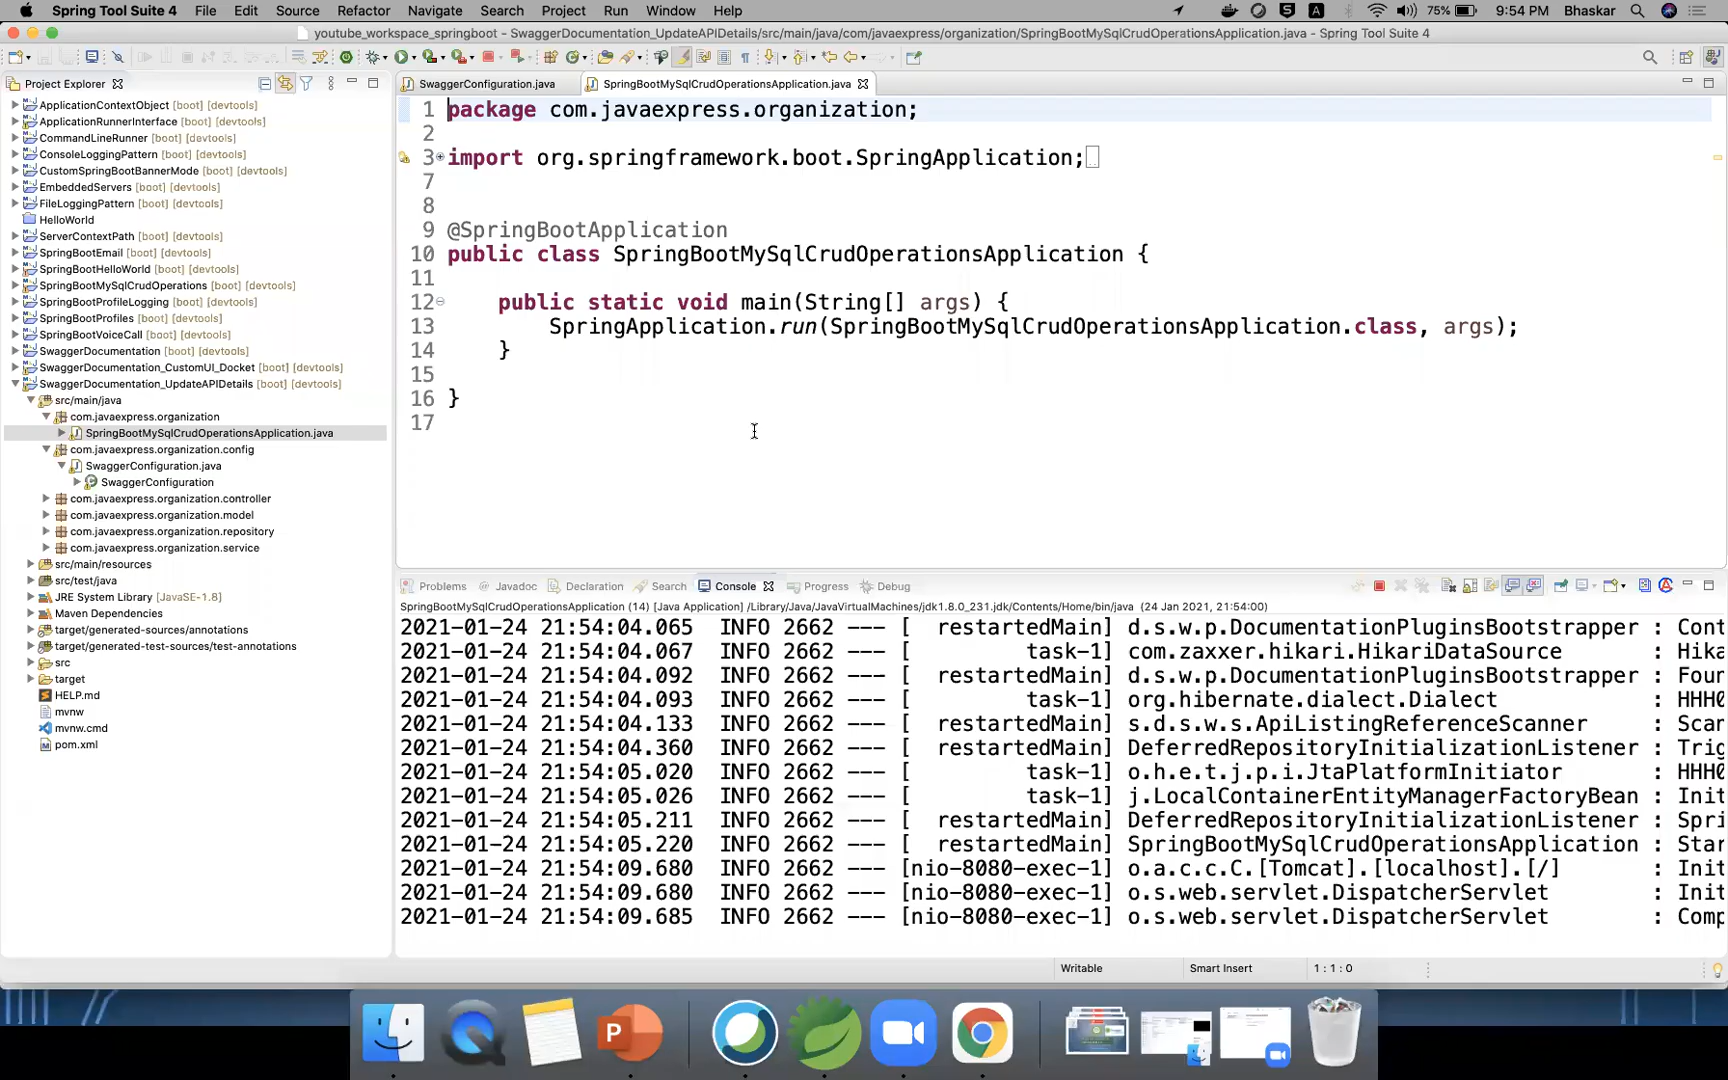 Spring Tool Suite 4 File Edit Source Refactor Navigate Search Project Run Window Help 75% 9:54 PM Bhaskar
youtube_workspace_springboot - SwaggerDocumentation_UpdateAPIDetails/src/main/java/com/javaexpress/organization/SpringBootMySqlCrudOperationsApplication.java - Spring Tool Suite 4
Project Explorer
ApplicationContextObject [boot] [devtools]
ApplicationRunnerInterface [boot] [devtools]
CommandLineRunner [boot] [devtools]
ConsoleLoggingPattern [boot] [devtools]
CustomSpringBootBannerMode [boot] [devtools]
EmbeddedServers [boot] [devtools]
FileLoggingPattern [boot] [devtools]
HelloWorld
ServerContextPath [boot] [devtools]
SpringBootEmail [boot] [devtools]
SpringBootHelloWorld [boot] [devtools]
SpringBootMySqlCrudOperations [boot] [devtools]
SpringBootProfileLogging [boot] [devtools]
SpringBootProfiles [boot] [devtools]
SpringBootVoiceCall [boot] [devtools]
SwaggerDocumentation [boot] [devtools]
SwaggerDocumentation_CustomUI_Docket [boot] [devtools]
SwaggerDocumentation_UpdateAPIDetails [boot] [devtools]
src/main/java
com.javaexpress.organization
SpringBootMySqlCrudOperationsApplication.java
com.javaexpress.organization.config
SwaggerConfiguration.java
SwaggerConfiguration
com.javaexpress.organization.controller
com.javaexpress.organization.model
com.javaexpress.organization.repository
com.javaexpress.organization.service
src/main/resources
src/test/java
JRE System Library [JavaSE-1.8]
Maven Dependencies
target/generated-sources/annotations
target/generated-test-sources/test-annotations
src
target
HELP.md
mvnw
mvnw.cmd
pom.xml
SwaggerConfiguration.java SpringBootMySqlCrudOperationsApplication.java
1 package com.javaexpress.organization;
2
3 import org.springframework.boot.SpringApplication;
7
8
9 @SpringBootApplication
10 public class SpringBootMySqlCrudOperationsApplication {
11
12 public static void main(String[] args) {
13 SpringApplication.run(SpringBootMySqlCrudOperationsApplication.class, args);
14 }
15
16 }
17
Problems Javadoc Declaration Search Console Progress Debug
SpringBootMySqlCrudOperationsApplication (14) [Java Application] /Library/Java/JavaVirtualMachines/jdk1.8.0_231.jdk/Contents/Home/bin/java (24 Jan 2021, 21:54:00)
2021-01-24 21:54:04.065 INFO 2662 --- [ restartedMain] d.s.w.p.DocumentationPluginsBootstrapper : Cont
2021-01-24 21:54:04.067 INFO 2662 --- [ task-1] com.zaxxer.hikari.HikariDataSource : Hika
2021-01-24 21:54:04.092 INFO 2662 --- [ restartedMain] d.s.w.p.DocumentationPluginsBootstrapper : Foun
2021-01-24 21:54:04.093 INFO 2662 --- [ task-1] org.hibernate.dialect.Dialect : HHH0
2021-01-24 21:54:04.133 INFO 2662 --- [ restartedMain] s.d.s.w.s.ApiListingReferenceScanner : Scan
2021-01-24 21:54:04.360 INFO 2662 --- [ restartedMain] DeferredRepositoryInitializationListener : Trig
2021-01-24 21:54:05.020 INFO 2662 --- [ task-1] o.h.e.t.j.p.i.JtaPlatformInitiator : HHH0
2021-01-24 21:54:05.026 INFO 2662 --- [ task-1] j.LocalContainerEntityManagerFactoryBean : Init
2021-01-24 21:54:05.211 INFO 2662 --- [ restartedMain] DeferredRepositoryInitializationListener : Spri
2021-01-24 21:54:05.220 INFO 2662 --- [ restartedMain] SpringBootMySqlCrudOperationsApplication : Star
2021-01-24 21:54:09.680 INFO 2662 --- [nio-8080-exec-1] o.a.c.c.C.[Tomcat].[localhost].[/] : Init
2021-01-24 21:54:09.680 INFO 2662 --- [nio-8080-exec-1] o.s.web.servlet.DispatcherServlet : Init
2021-01-24 21:54:09.685 INFO 2662 --- [nio-8080-exec-1] o.s.web.servlet.DispatcherServlet : Comp
Writable Smart Insert 1 : 1 : 0